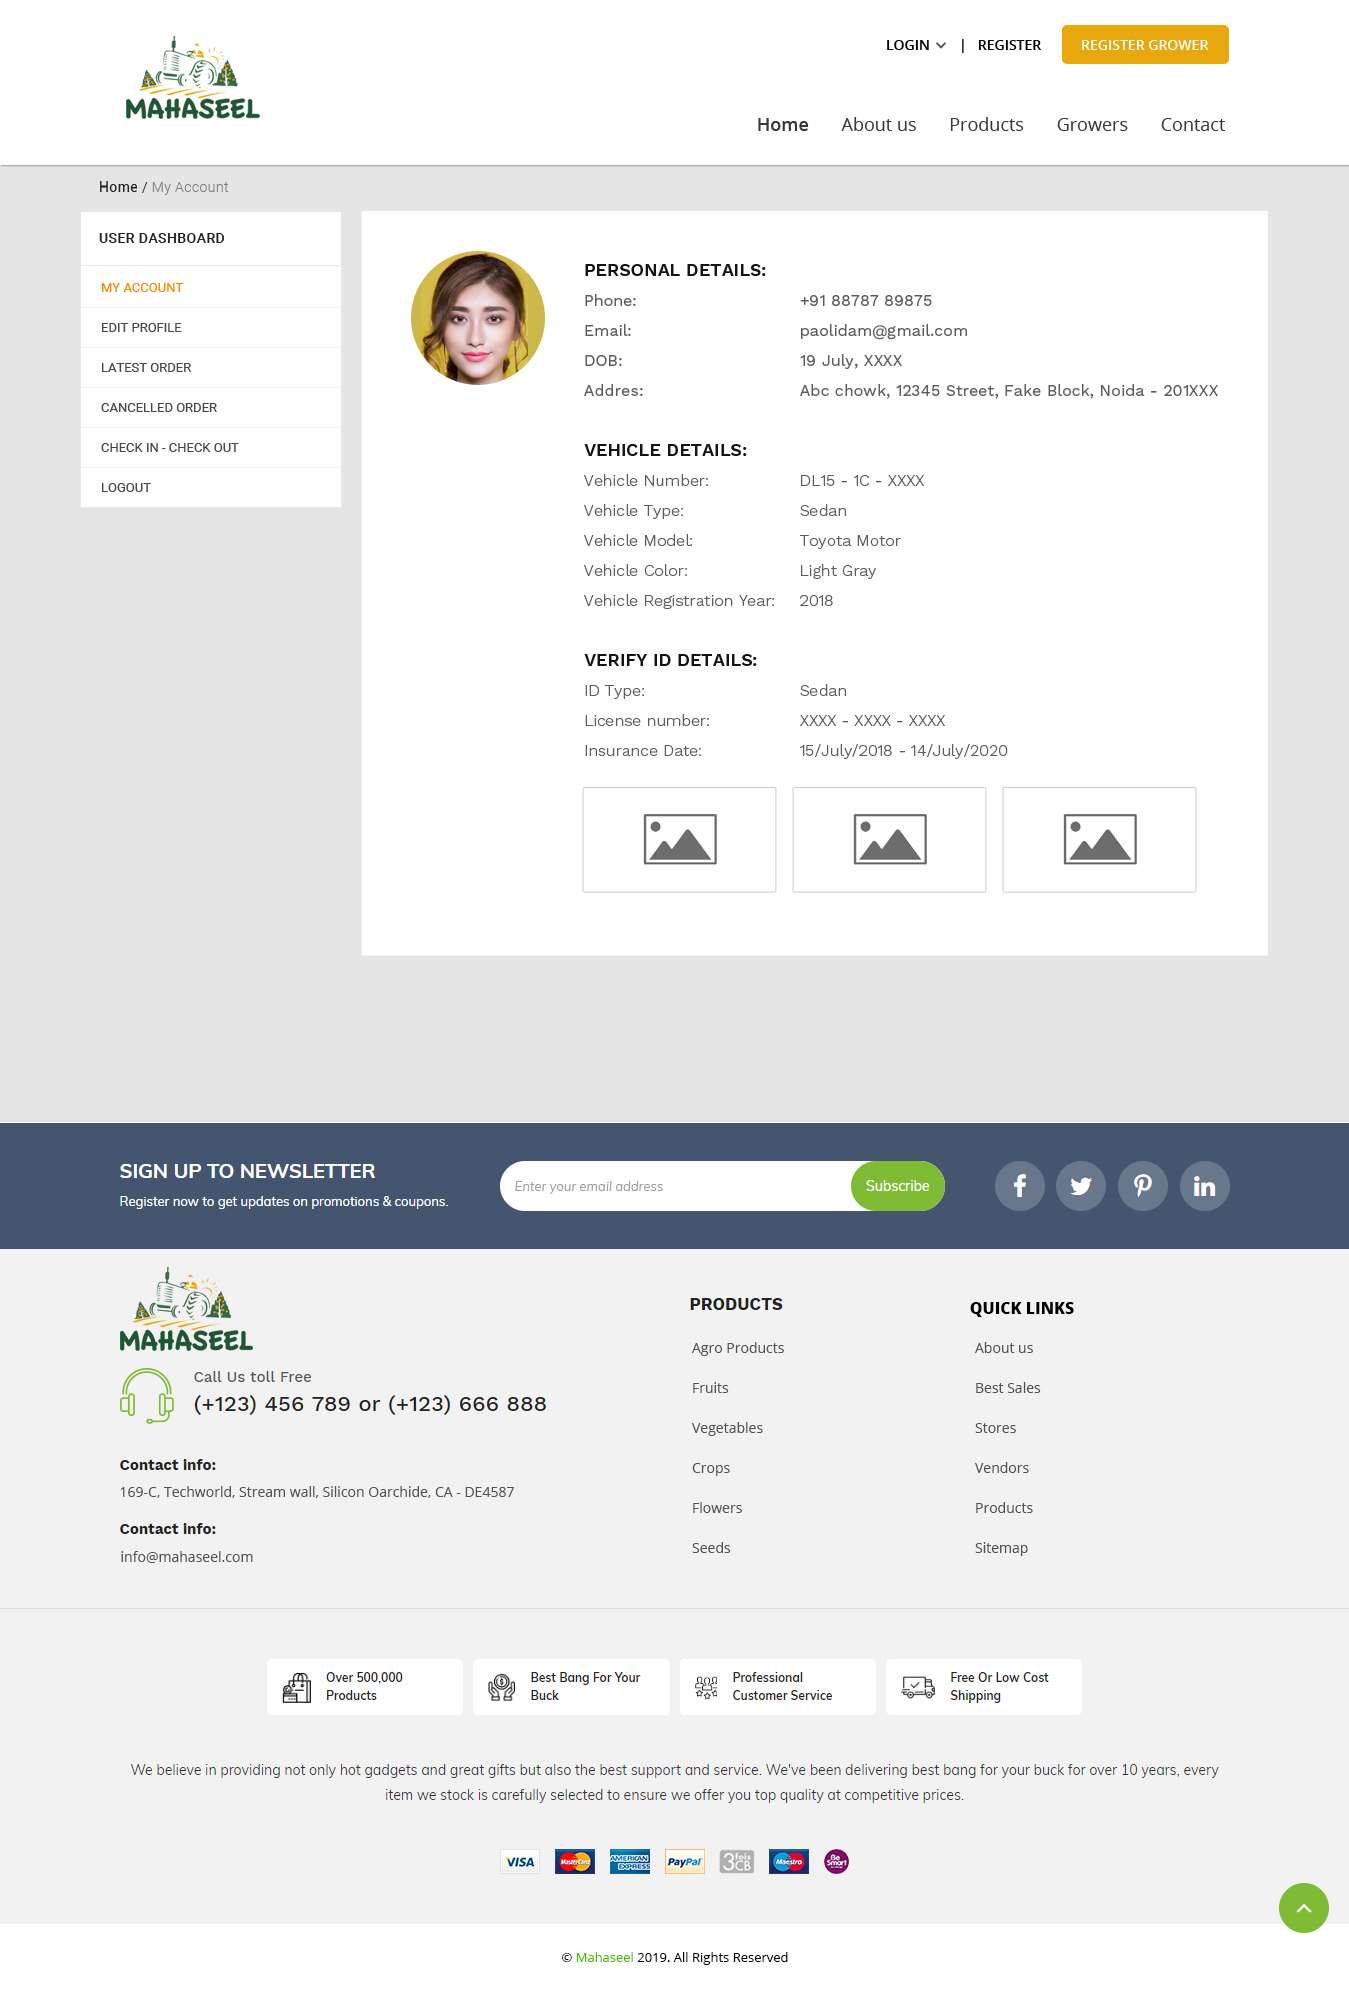 MAHASEEL
LOGIN | REGISTER REGISTER GROWER
Home About us Products Growers Contact
Home / My Account
USER DASHBOARD
MY ACCOUNT
EDIT PROFILE
LATEST ORDER
CANCELLED ORDER
CHECK IN - CHECK OUT
LOGOUT
PERSONAL DETAILS:
Phone: +91 88787 89875
Email: paolidam@gmail.com
DOB: 19 July, XXXX
Addres: Abc chowk, 12345 Street, Fake Block, Noida - 201XXX
VEHICLE DETAILS:
Vehicle Number: DL15 - 1C - XXXX
Vehicle Type: Sedan
Vehicle Model: Toyota Motor
Vehicle Color: Light Gray
Vehicle Registration Year: 2018
VERIFY ID DETAILS:
ID Type: Sedan
License number: XXXX - XXXX - XXXX
Insurance Date: 15/July/2018 - 14/July/2020
SIGN UP TO NEWSLETTER
Register now to get updates on promotions & coupons.
Enter your email address Subscribe
MAHASEEL
Call Us toll Free
(+123) 456 789 or (+123) 666 888
Contact info:
169-C, Techworld, Stream wall, Silicon Oarchide, CA - DE4587
Contact info:
info@mahaseel.com
PRODUCTS
Agro Products
Fruits
Vegetables
Crops
Flowers
Seeds
QUICK LINKS
About us
Best Sales
Stores
Vendors
Products
Sitemap
Over 500,000
Products
Best Bang For Your
Buck
Professional
Customer Service
Free Or Low Cost
Shipping
We believe in providing not only hot gadgets and great gifts but also the best support and service. We've been delivering best bang for your buck for over 10 years, every
item we stock is carefully selected to ensure we offer you top quality at competitive prices.
VISA MasterCard AMERICAN EXPRESS PayPal 3 fois CB Maestro Be Smart
© Mahaseel 2019. All Rights Reserved